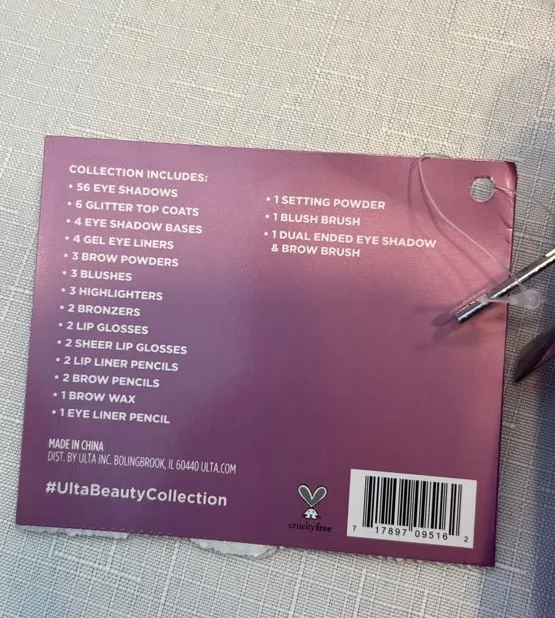 COLLECTION INCLUDES:
• 56 EYE SHADOWS
• 6 GLITTER TOP COATS
• 4 EYE SHADOW BASES
• 4 GEL EYE LINERS
• 3 BROW POWDERS
• 3 BLUSHES
• 3 HIGHLIGHTERS
• 2 BRONZERS
• 2 LIP GLOSSES
• 2 SHEER LIP GLOSSES
• 2 LIP LINER PENCILS
• 2 BROW PENCILS
• 1 BROW WAX
• 1 EYE LINER PENCIL
• 1 SETTING POWDER
• 1 BLUSH BRUSH
• 1 DUAL ENDED EYE SHADOW
& BROW BRUSH
MADE IN CHINA
DIST. BY ULTA INC. BOLINGBROOK, IL 60440 ULTA.COM
#UltaBeautyCollection
crueltyfree
7 17897 09516 2